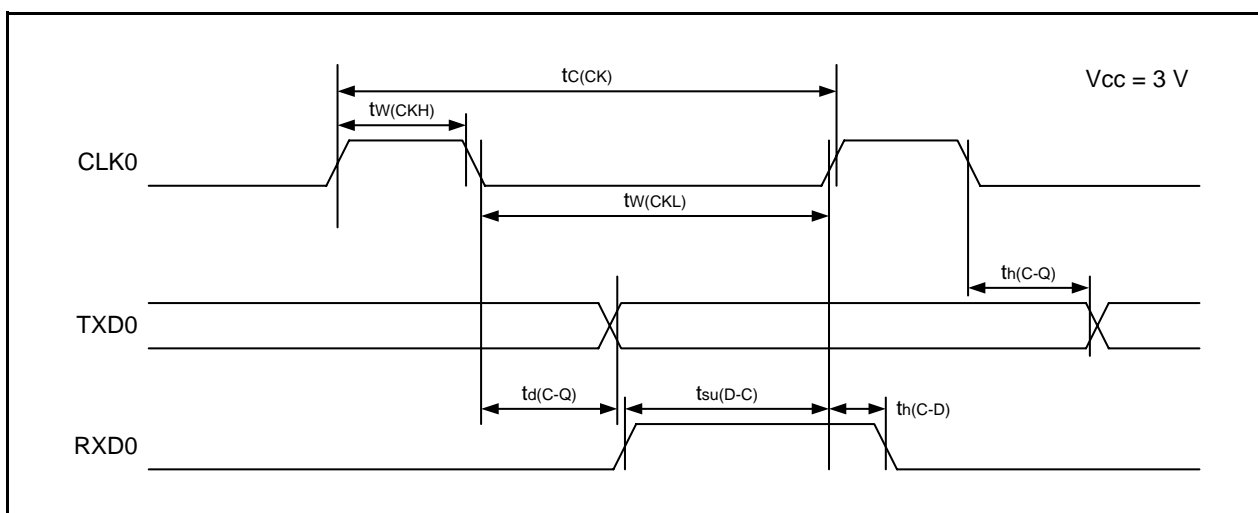 tC(CK)
Vcc = 3 V
tW(CKH)
CLK0
tW(CKL)
th(C-Q)
TXD0
td(C-Q)
tsu(D-C)
th(C-D)
RXD0